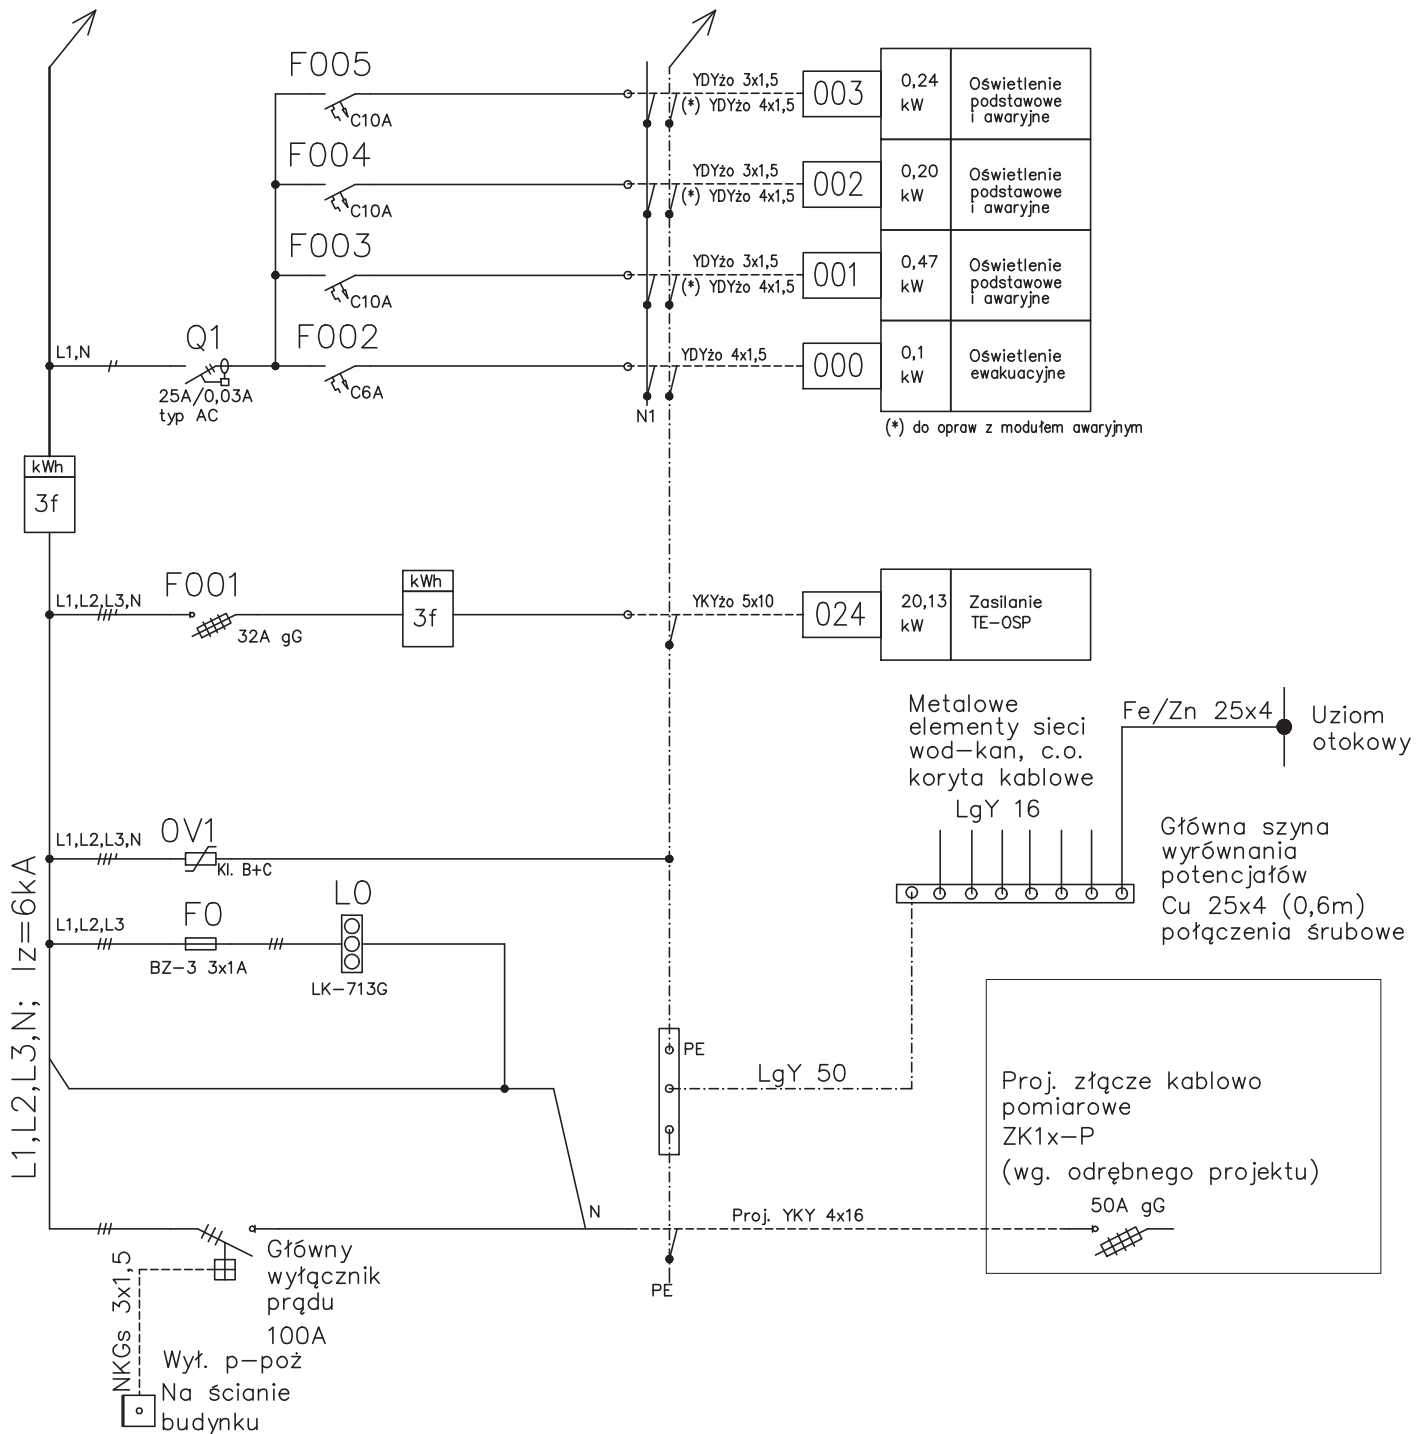 F005
C10A
YDYżo 3x1,5
(*) YDYżo 4x1,5
003
0,24
kW
Oświetlenie
podstawowe
i awaryjne
F004
C10A
YDYżo 3x1,5
(*) YDYżo 4x1,5
002
0,20
kW
Oświetlenie
podstawowe
i awaryjne
F003
C10A
YDYżo 3x1,5
(*) YDYżo 4x1,5
001
0,47
kW
Oświetlenie
podstawowe
i awaryjne
L1,N
Q1
25A/0,03A
typ AC
F002
C6A
N1
YDYżo 4x1,5
000
0,1
kW
Oświetlenie
ewakuacyjne
(*) do opraw z modułem awaryjnym
kWh
3f
L1,L2,L3,N
F001
32A gG
kWh
3f
YKYżo 5x10
024
20,13
kW
Zasilanie
TE-OSP
Metalowe
elementy sieci
wod-kan, c.o.
koryta kablowe
LgY 16
Fe/Zn 25x4
Uziom
otokowy
Główna szyna
wyrównania
potencjałów
Cu 25x4 (0,6m)
połączenia śrubowe
L1,L2,L3,N
OV1
Kl. B+C
L1,L2,L3
F0
BZ-3 3x1A
L0
LK-713G
L1,L2,L3,N; Iz=6kA
PE
LgY 50
Proj. złącze kablowo
pomiarowe
ZK1x-P
(wg. odrębnego projektu)
50A gG
N
Proj. YKY 4x16
PE
Główny
wyłącznik
prądu
100A
NKGs 3x1,5
Wył. p-poż
Na ścianie
budynku